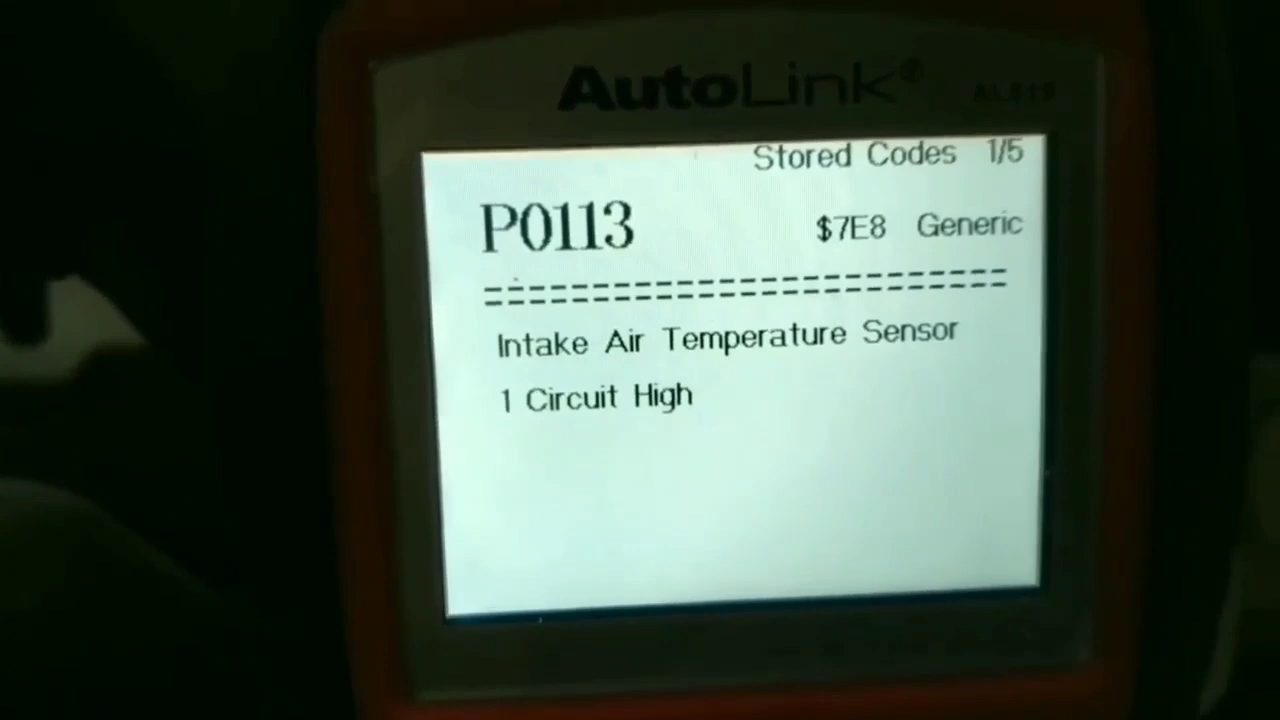 AutoLink®
Stored Codes 1/5
P0113 $7E8 Generic
========================
Intake Air Temperature Sensor
1 Circuit High